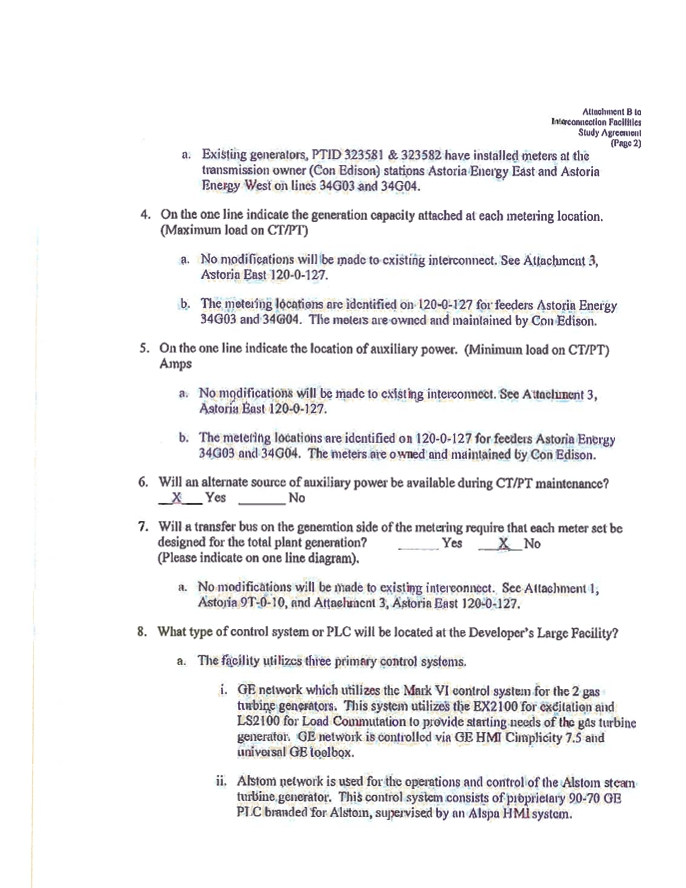 Attachment B to
Interconnection Facilities
Study Agreement
(Page 2)
a. Existing generators, PTID 323581 & 323582 have installed meters at the
transmission owner (Con Edison) stations Astoria Energy East and Astoria
Energy West on lines 34G03 and 34G04.
4. On the one line indicate the generation capacity attached at each metering location.
(Maximum load on CT/PT)
a. No modifications will be made to existing interconnect. See Attachment 3,
Astoria East 120-0-127.
b. The metering locations are identified on 120-0-127 for feeders Astoria Energy
34G03 and 34G04. The meters are owned and maintained by Con Edison.
5. On the one line indicate the location of auxiliary power. (Minimum load on CT/PT)
Amps
a. No modifications will be made to existing interconnect. See Attachment 3,
Astoria East 120-0-127.
b. The metering locations are identified on 120-0-127 for feeders Astoria Energy
34G03 and 34G04. The meters are owned and maintained by Con Edison.
6. Will an alternate source of auxiliary power be available during CT/PT maintenance?
__X__ Yes ______ No
7. Will a transfer bus on the generation side of the metering require that each meter set be
designed for the total plant generation? _____ Yes __X__ No
(Please indicate on one line diagram).
a. No modifications will be made to existing interconnect. See Attachment 1,
Astoria 9T-0-10, and Attachment 3, Astoria East 120-0-127.
8. What type of control system or PLC will be located at the Developer's Large Facility?
a. The facility utilizes three primary control systems.
i. GE network which utilizes the Mark VI control system for the 2 gas
turbine generators. This system utilizes the EX2100 for excitation and
LS2100 for Load Commutation to provide starting needs of the gas turbine
generator. GE network is controlled via GE HMI Cimplicity 7.5 and
universal GE toolbox.
ii. Alstom network is used for the operations and control of the Alstom steam
turbine generator. This control system consists of proprietary 90-70 GE
PLC branded for Alstom, supervised by an Alspa HMI system.